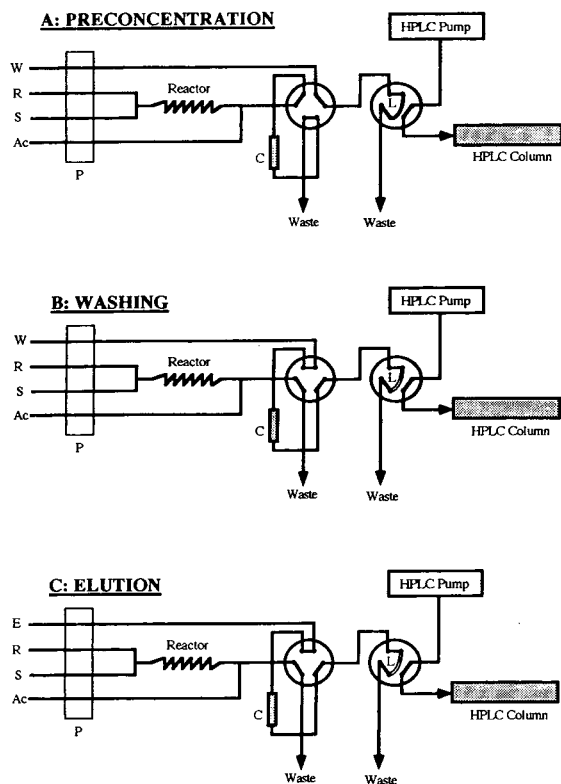 A: PRECONCENTRATION
HPLC Pump
W
R
Reactor
S
L
Ac
C
P
HPLC Column
Waste
Waste
B: WASHING
HPLC Pump
W
R
Reactor
S
L
Ac
C
P
HPLC Column
Waste
Waste
C: ELUTION
HPLC Pump
E
R
Reactor
S
L
Ac
C
P
HPLC Column
Waste
Waste